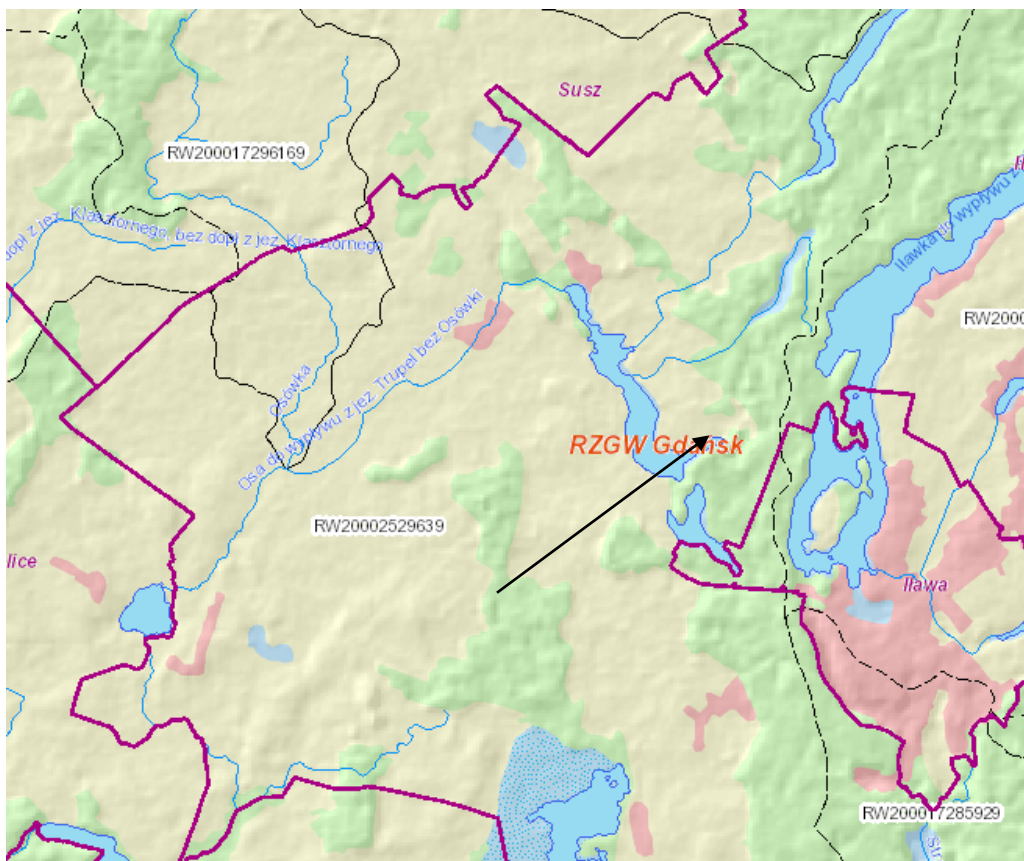 Susz
RW200017296169
dopł z jez. Klasztornego, bez dopł z jez. Klasztornego
Iławka do wypływu z
RW2000
Osówka
Osa do wypływu z jez. Trupel bez Osówki
RZGW Gdańsk
RW20002529639
lice
Iława
RW200017285929
Str